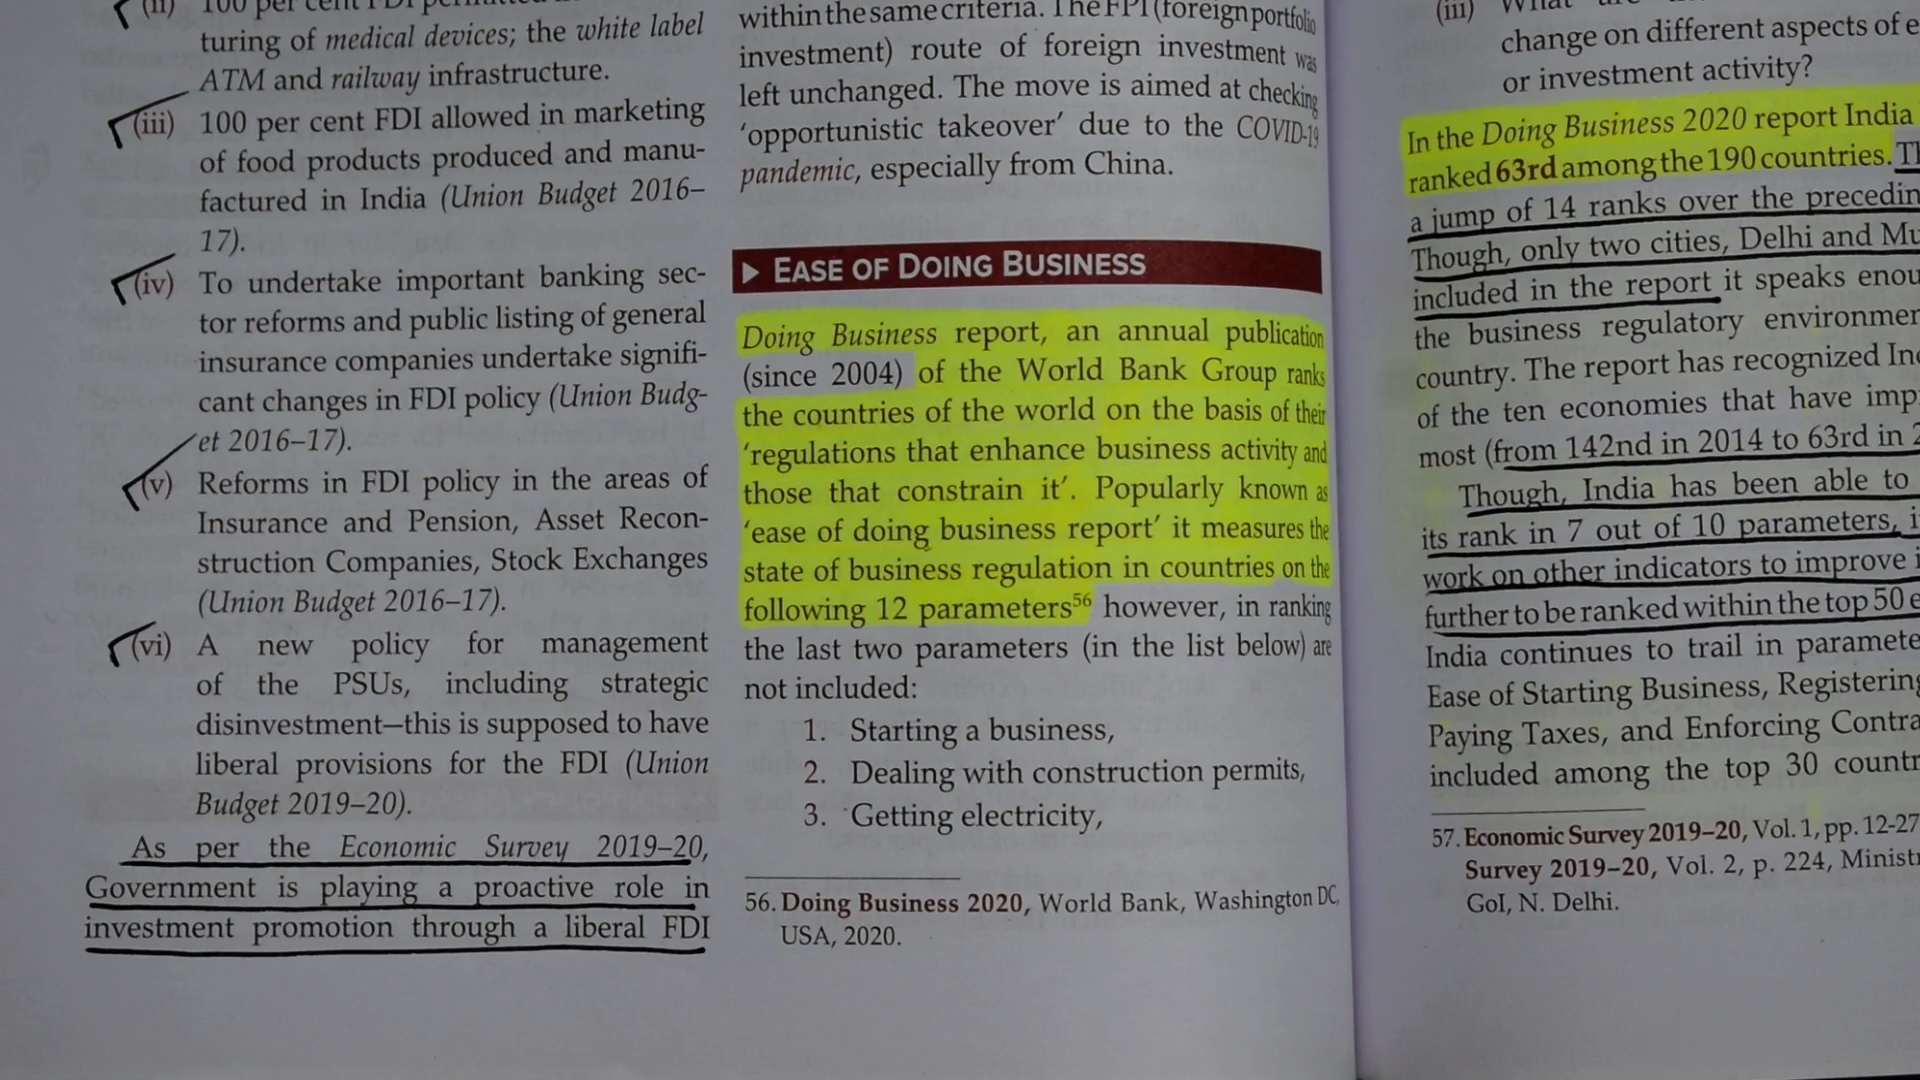 (ii) 100 per cent FDI
turing of medical devices; the white label
ATM and railway infrastructure.
(iii) 100 per cent FDI allowed in marketing
of food products produced and manu-
factured in India (Union Budget 2016–
17).
(iv) To undertake important banking sec-
tor reforms and public listing of general
insurance companies undertake signifi-
cant changes in FDI policy (Union Budg-
et 2016–17).
(v) Reforms in FDI policy in the areas of
Insurance and Pension, Asset Recon-
struction Companies, Stock Exchanges
(Union Budget 2016–17).
(vi) A new policy for management
of the PSUs, including strategic
disinvestment—this is supposed to have
liberal provisions for the FDI (Union
Budget 2019–20).
As per the Economic Survey 2019–20,
Government is playing a proactive role in
investment promotion through a liberal FDI
within the same criteria. The FPI (foreign portfolio
investment) route of foreign investment was
left unchanged. The move is aimed at checking
‘opportunistic takeover’ due to the COVID-19
pandemic, especially from China.
▶ EASE OF DOING BUSINESS
Doing Business report, an annual publication
(since 2004) of the World Bank Group ranks
the countries of the world on the basis of their
‘regulations that enhance business activity and
those that constrain it’. Popularly known as
‘ease of doing business report’ it measures the
state of business regulation in countries on the
following 12 parameters56 however, in ranking
the last two parameters (in the list below) are
not included:
1. Starting a business,
2. Dealing with construction permits,
3. Getting electricity,
56. Doing Business 2020, World Bank, Washington DC,
USA, 2020.
(iii) What are
change on different aspects of e
or investment activity?
In the Doing Business 2020 report India
ranked 63rd among the 190 countries. Th
a jump of 14 ranks over the precedin
Though, only two cities, Delhi and Mu
included in the report it speaks enou
the business regulatory environmen
country. The report has recognized Ind
of the ten economies that have imp
most (from 142nd in 2014 to 63rd in 2
Though, India has been able to
its rank in 7 out of 10 parameters, i
work on other indicators to improve i
further to be ranked within the top 50 e
India continues to trail in paramete
Ease of Starting Business, Registering
Paying Taxes, and Enforcing Contra
included among the top 30 countr
57. Economic Survey 2019–20, Vol. 1, pp. 12-27
Survey 2019–20, Vol. 2, p. 224, Ministr
GoI, N. Delhi.